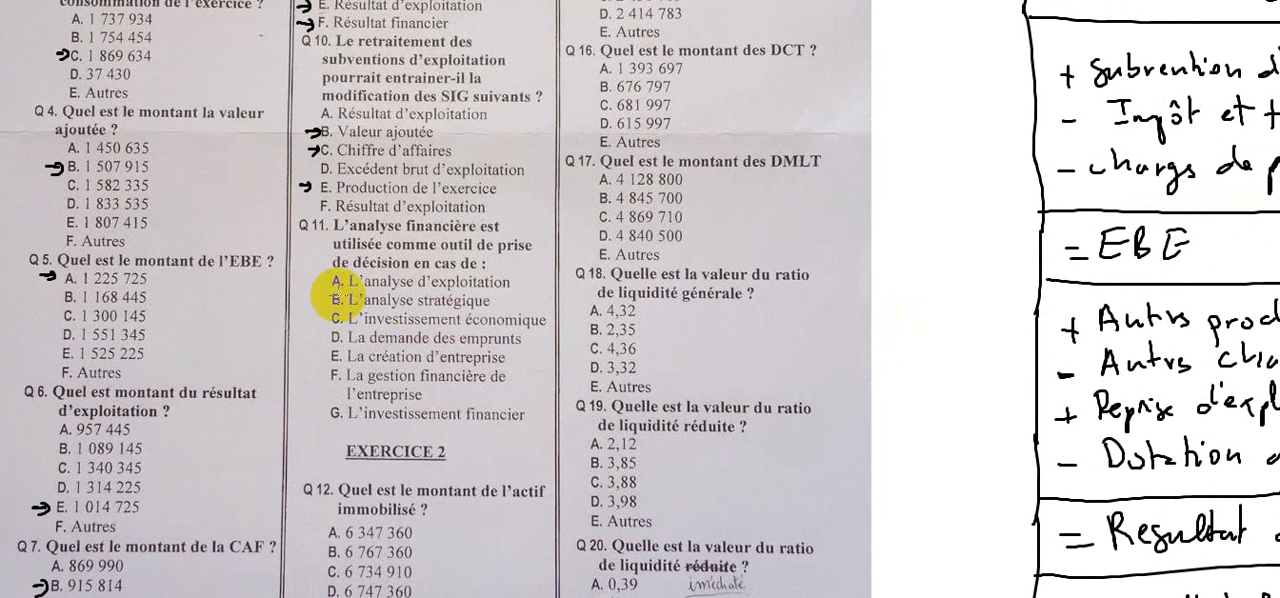 consommation de l'exercice ?
A. 1 737 934
B. 1 754 454
C. 1 869 634
D. 37 430
E. Autres
Q 4. Quel est le montant la valeur
ajoutée ?
A. 1 450 635
B. 1 507 915
C. 1 582 335
D. 1 833 535
E. 1 807 415
F. Autres
Q 5. Quel est le montant de l'EBE ?
A. 1 225 725
B. 1 168 445
C. 1 300 145
D. 1 551 345
E. 1 525 225
F. Autres
Q 6. Quel est montant du résultat
d'exploitation ?
A. 957 445
B. 1 089 145
C. 1 340 345
D. 1 314 225
E. 1 014 725
F. Autres
Q 7. Quel est le montant de la CAF ?
A. 869 990
B. 915 814
E. Résultat d'exploitation
F. Résultat financier
Q 10. Le retraitement des
subventions d'exploitation
pourrait entrainer-il la
modification des SIG suivants ?
A. Résultat d'exploitation
B. Valeur ajoutée
C. Chiffre d'affaires
D. Excédent brut d'exploitation
E. Production de l'exercice
F. Résultat d'exploitation
Q 11. L'analyse financière est
utilisée comme outil de prise
de décision en cas de :
A. L'analyse d'exploitation
B. L'analyse stratégique
C. L'investissement économique
D. La demande des emprunts
E. La création d'entreprise
F. La gestion financière de
l'entreprise
G. L'investissement financier
EXERCICE 2
Q 12. Quel est le montant de l'actif
immobilisé ?
A. 6 347 360
B. 6 767 360
C. 6 734 910
D. 6 747 360
D. 2 414 783
E. Autres
Q 16. Quel est le montant des DCT ?
A. 1 393 697
B. 676 797
C. 681 997
D. 615 997
E. Autres
Q 17. Quel est le montant des DMLT
A. 4 128 800
B. 4 845 700
C. 4 869 710
D. 4 840 500
E. Autres
Q 18. Quelle est la valeur du ratio
de liquidité générale ?
A. 4,32
B. 2,35
C. 4,36
D. 3,32
E. Autres
Q 19. Quelle est la valeur du ratio
de liquidité réduite ?
A. 2,12
B. 3,85
C. 3,88
D. 3,98
E. Autres
Q 20. Quelle est la valeur du ratio
de liquidité réduite ?
A. 0,39 imédiate
+ Subvention d'
- Impôt et t
- chargs de p
= EBE
+ Autrs prod
- Autrs cha
+ Reprise d'expl
- Dotation d
= Resultat d